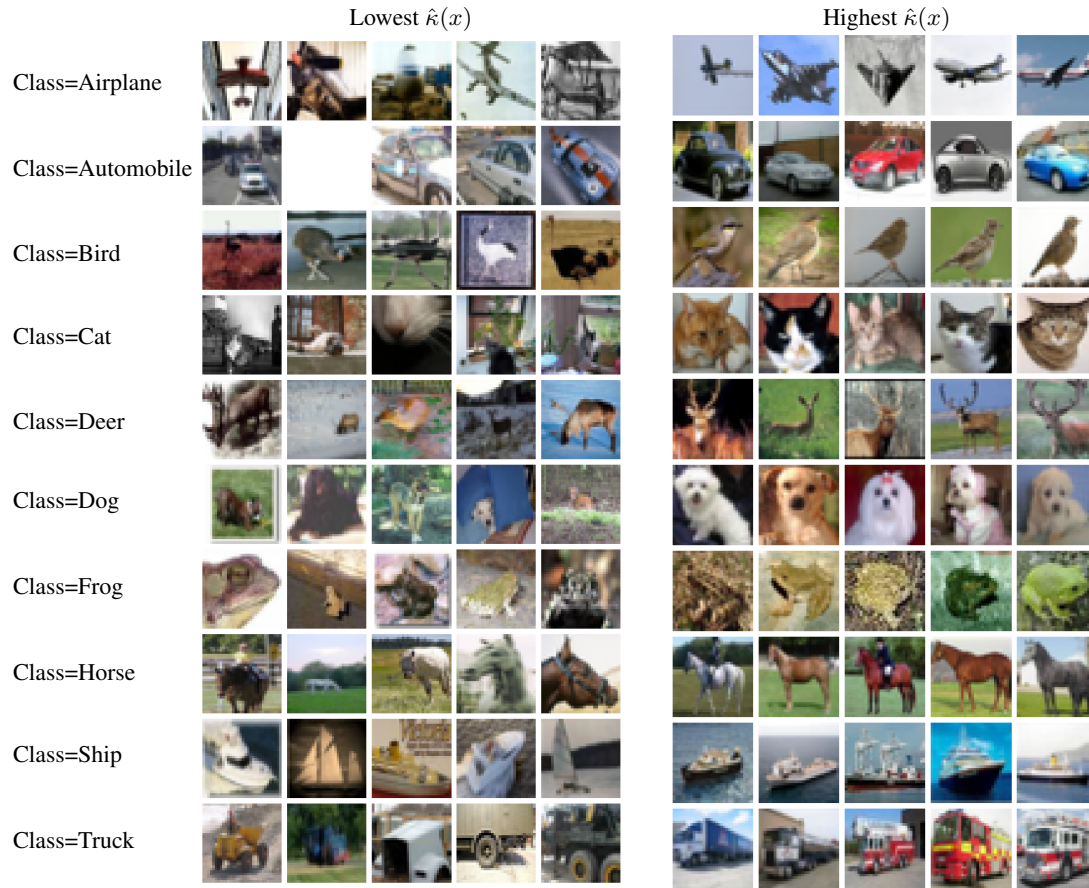 Lowest κ̂(x)
Highest κ̂(x)
Class=Airplane
Class=Automobile
Class=Bird
Class=Cat
Class=Deer
Class=Dog
Class=Frog
Class=Horse
Class=Ship
Class=Truck